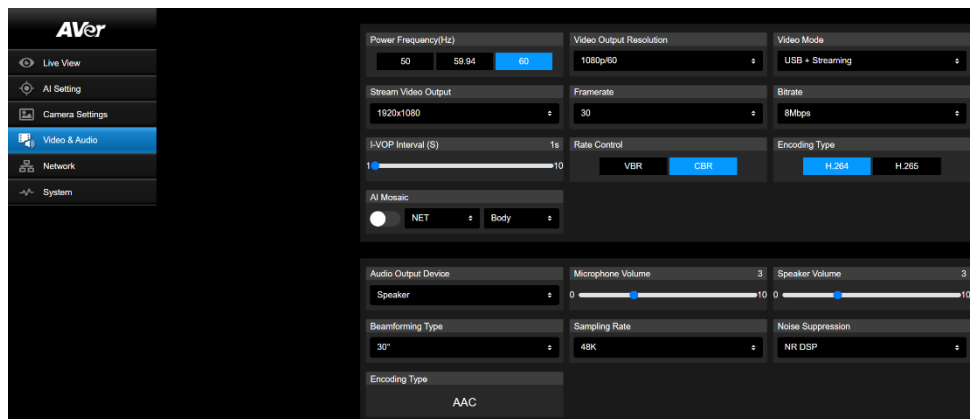 AVer
Live View
AI Setting
Camera Settings
Video & Audio
Network
System
Power Frequency(Hz)
50 59.94 60
Video Output Resolution
1080p/60
Video Mode
USB + Streaming
Stream Video Output
1920x1080
Framerate
30
Bitrate
8Mbps
I-VOP Interval (S) 1s
1 10
Rate Control
VBR CBR
Encoding Type
H.264 H.265
AI Mosaic
NET Body
Audio Output Device
Speaker
Microphone Volume 3
0 10
Speaker Volume 3
0 10
Beamforming Type
30°
Sampling Rate
48K
Noise Suppression
NR DSP
Encoding Type
AAC